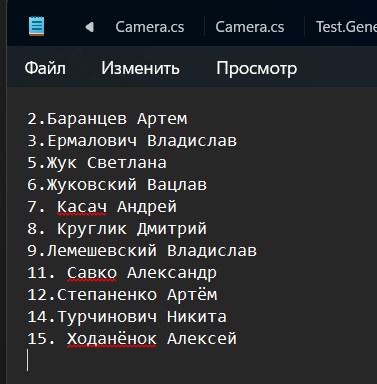 Camera.cs Camera.cs Test.Gene
Файл Изменить Просмотр
2.Баранцев Артем
3.Ермалович Владислав
5.Жук Светлана
6.Жуковский Вацлав
7. Касач Андрей
8. Круглик Дмитрий
9.Лемешевский Владислав
11. Савко Александр
12.Степаненко Артём
14.Турчинович Никита
15. Ходанёнок Алексей